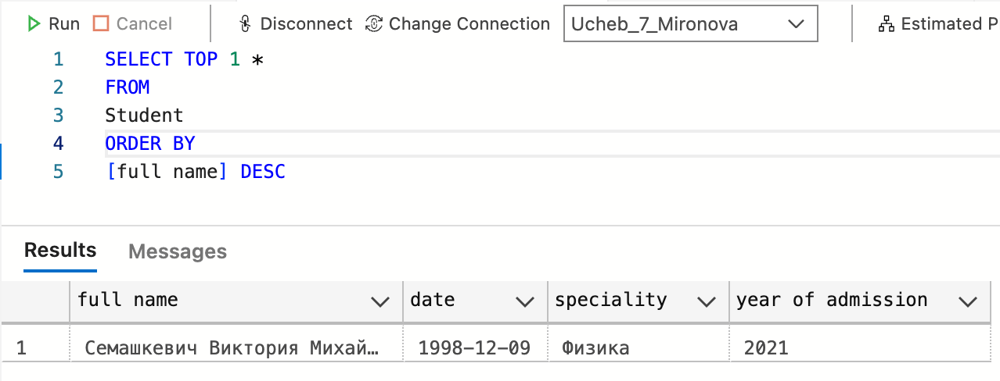 Run Cancel Disconnect Change Connection Ucheb_7_Mironova Estimated P
1 SELECT TOP 1 *
2 FROM
3 Student
4 ORDER BY
5 [full name] DESC
Results Messages
full name date speciality year of admission
1 Семашкевич Виктория Михай… 1998-12-09 Физика 2021